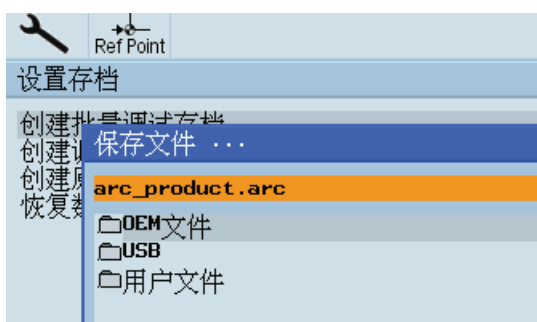 Ref Point
设置存档
创建批量调试存档
创建
创建
恢复数
保存文件 ...
arc_product.arc
OEM文件
USB
用户文件